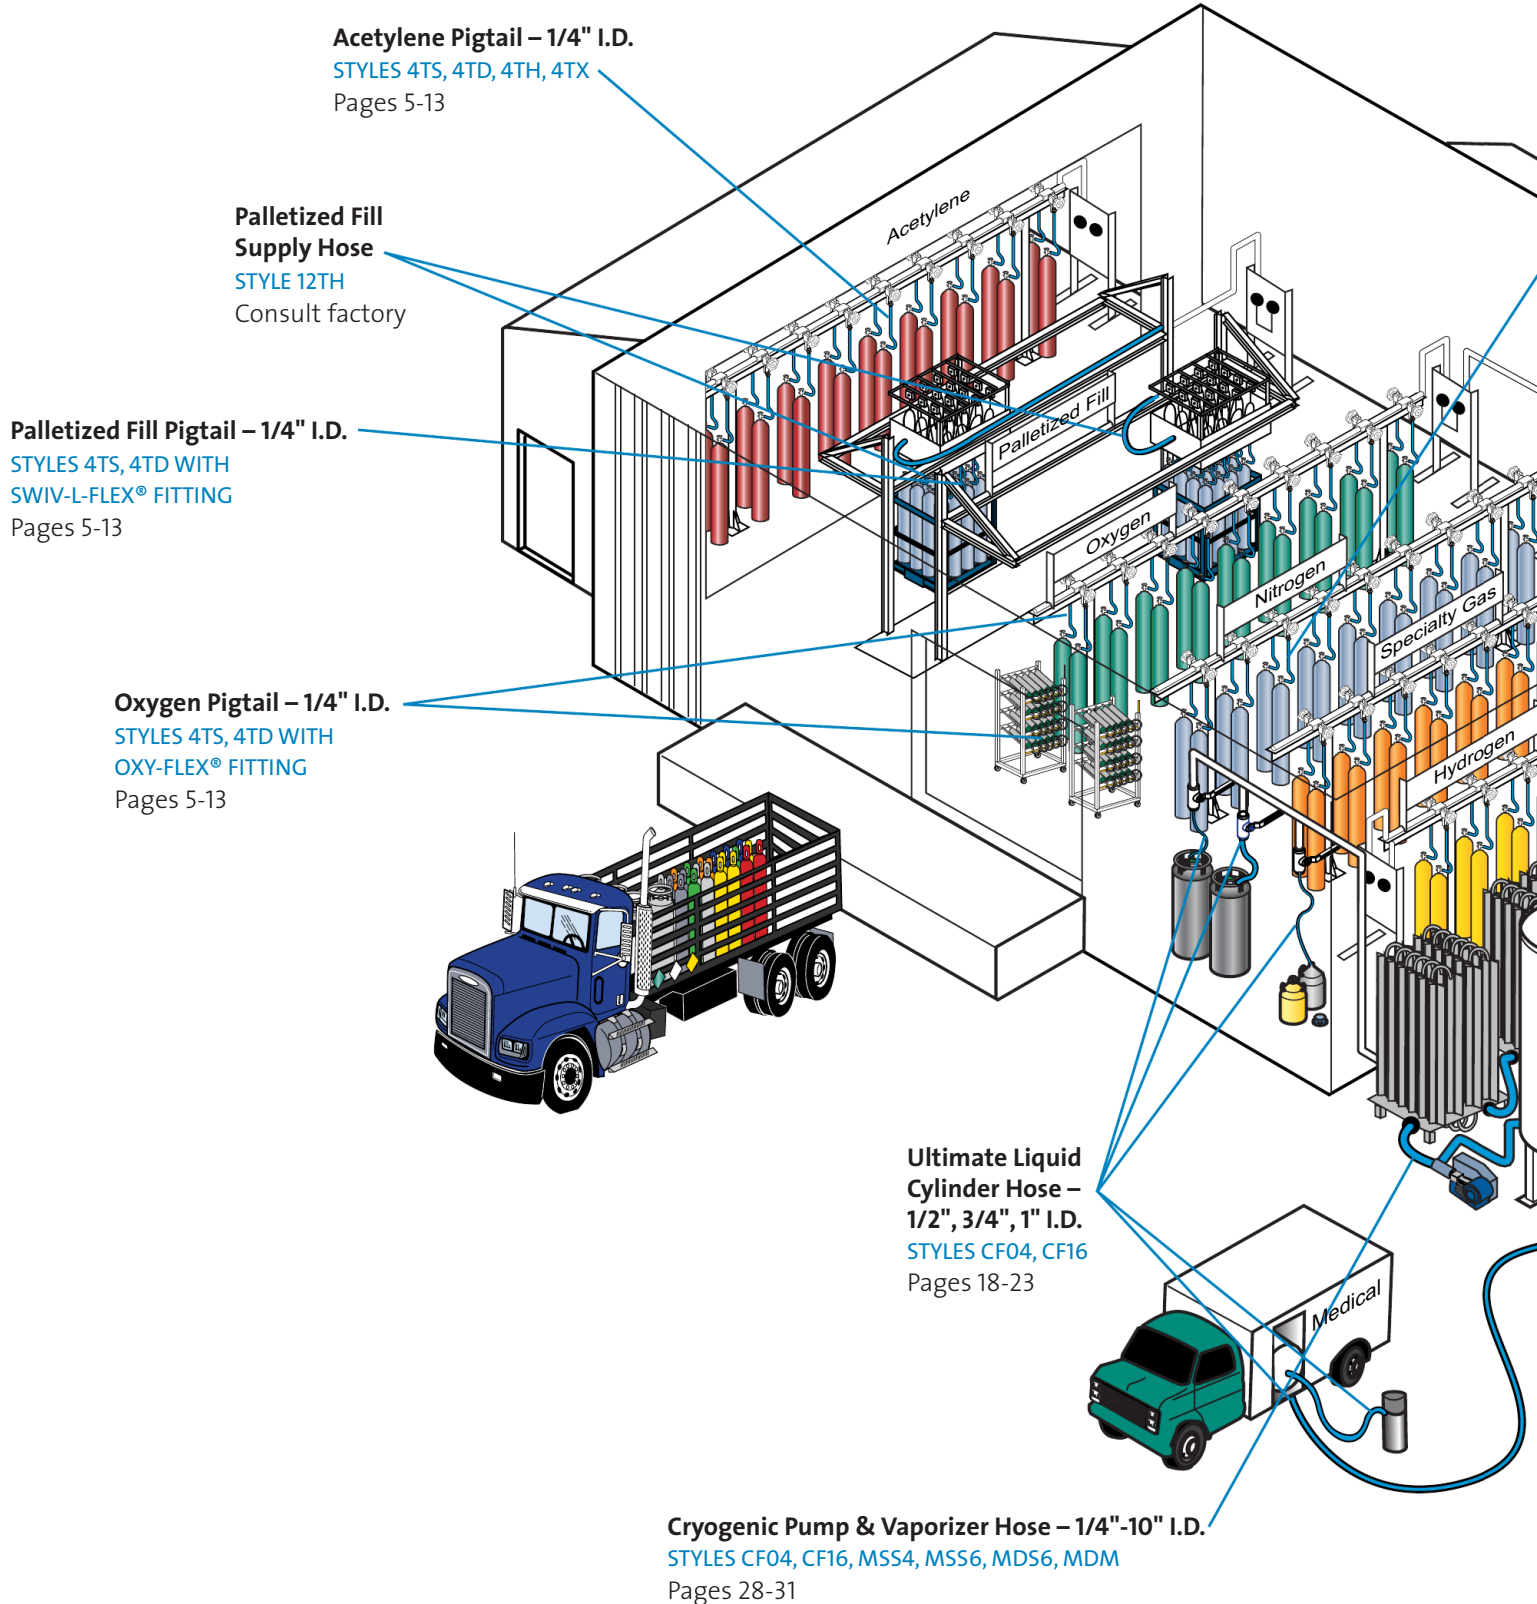 Acetylene Pigtail – 1/4" I.D.
STYLES 4TS, 4TD, 4TH, 4TX
Pages 5-13
Palletized Fill
Supply Hose
STYLE 12TH
Consult factory
Palletized Fill Pigtail – 1/4" I.D.
STYLES 4TS, 4TD WITH
SWIV-L-FLEX® FITTING
Pages 5-13
Oxygen Pigtail – 1/4" I.D.
STYLES 4TS, 4TD WITH
OXY-FLEX® FITTING
Pages 5-13
Acetylene
Palletized Fill
Oxygen
Nitrogen
Specialty Gas
Hydrogen
Ultimate Liquid
Cylinder Hose –
1/2", 3/4", 1" I.D.
STYLES CF04, CF16
Pages 18-23
Medical
Cryogenic Pump & Vaporizer Hose – 1/4"-10" I.D.
STYLES CF04, CF16, MSS4, MSS6, MDS6, MDM
Pages 28-31